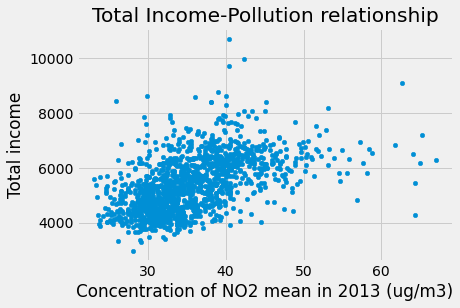 Total Income-Pollution relationship
Total income
10000
8000
6000
4000
30 40 50 60
Concentration of NO2 mean in 2013 (ug/m3)